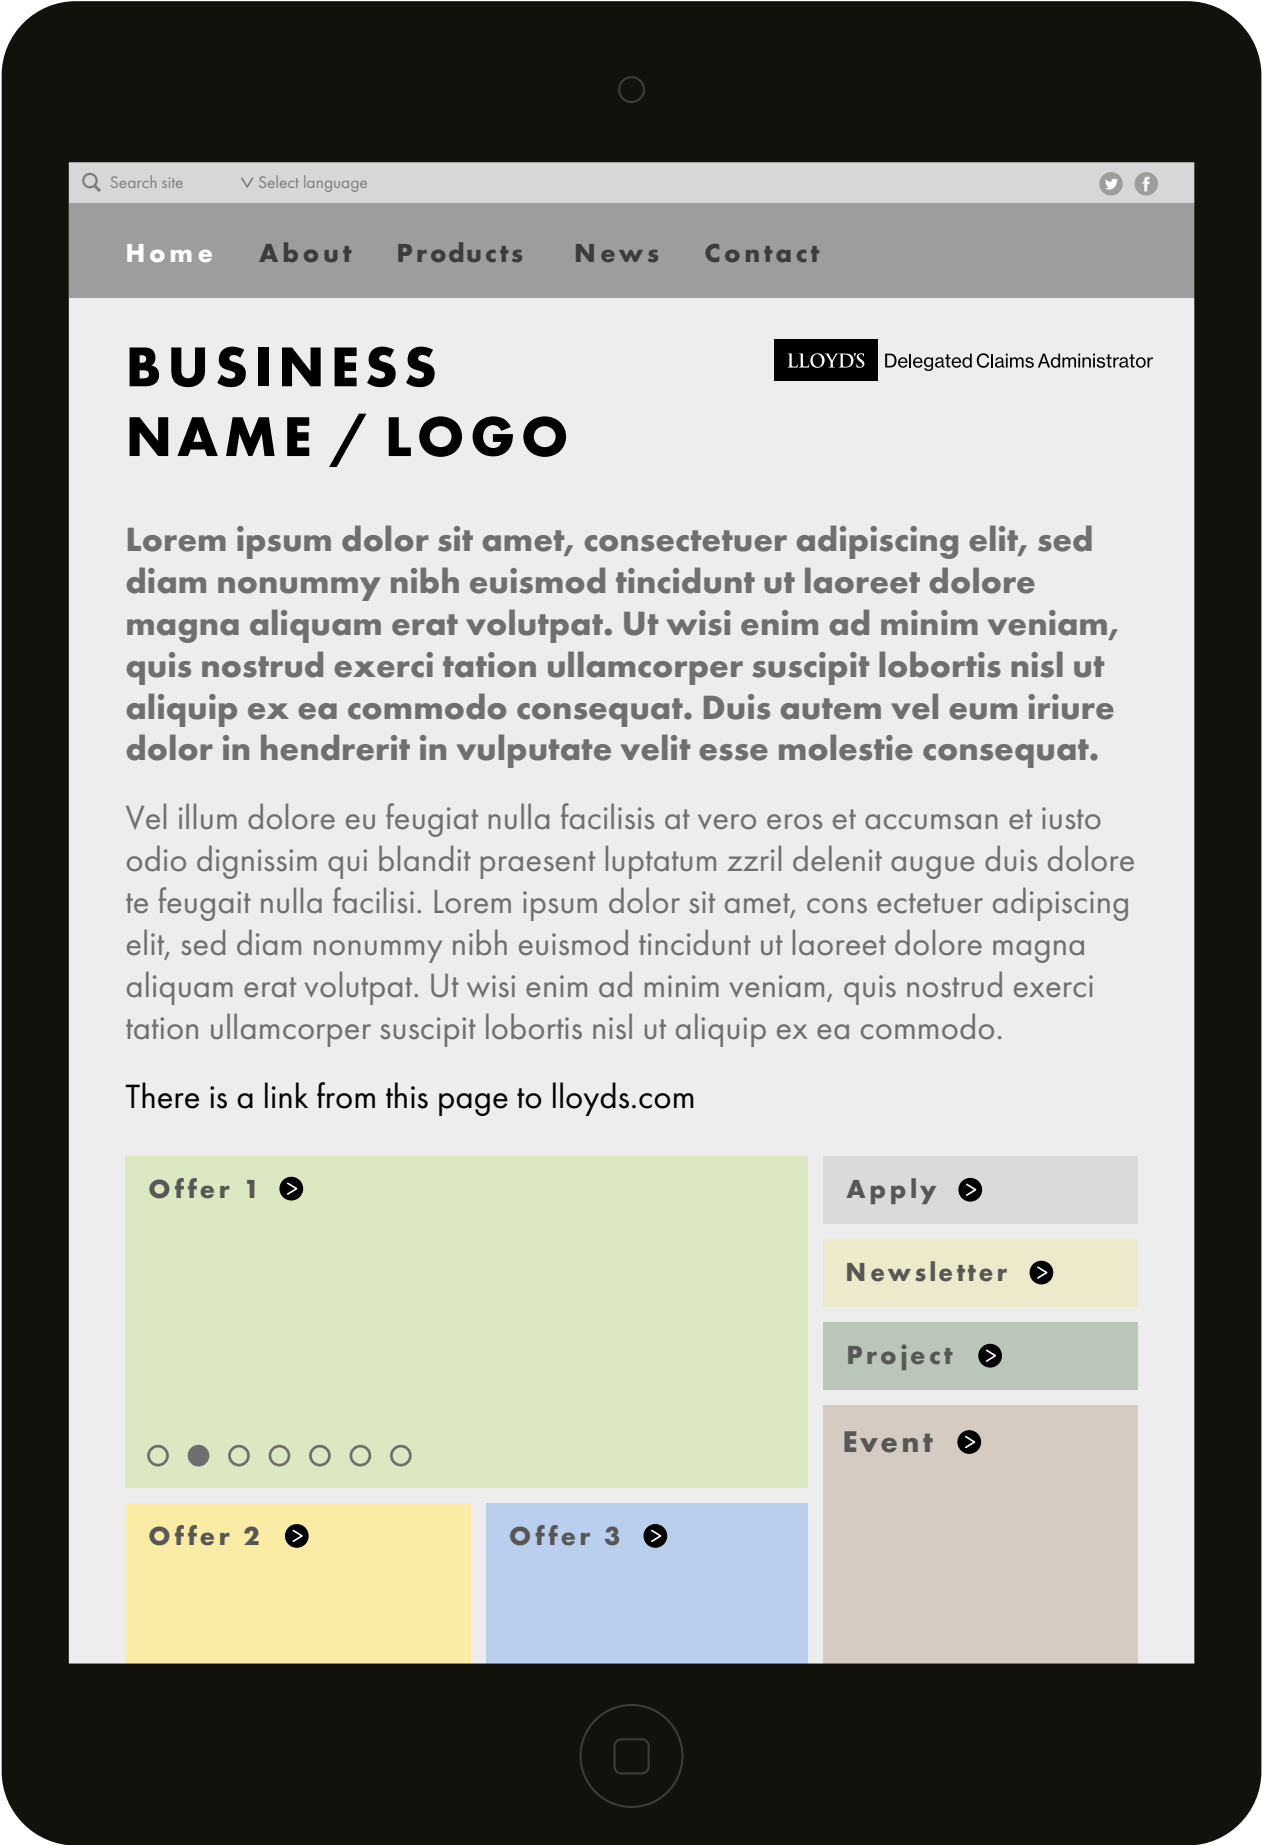 Search site
Select language
Home About Products News Contact
BUSINESS
NAME / LOGO
LLOYD'S Delegated Claims Administrator
Lorem ipsum dolor sit amet, consectetuer adipiscing elit, sed
diam nonummy nibh euismod tincidunt ut laoreet dolore
magna aliquam erat volutpat. Ut wisi enim ad minim veniam,
quis nostrud exerci tation ullamcorper suscipit lobortis nisl ut
aliquip ex ea commodo consequat. Duis autem vel eum iriure
dolor in hendrerit in vulputate velit esse molestie consequat.
Vel illum dolore eu feugiat nulla facilisis at vero eros et accumsan et iusto
odio dignissim qui blandit praesent luptatum zzril delenit augue duis dolore
te feugait nulla facilisi. Lorem ipsum dolor sit amet, cons ectetuer adipiscing
elit, sed diam nonummy nibh euismod tincidunt ut laoreet dolore magna
aliquam erat volutpat. Ut wisi enim ad minim veniam, quis nostrud exerci
tation ullamcorper suscipit lobortis nisl ut aliquip ex ea commodo.
There is a link from this page to lloyds.com
Offer 1
Apply
Newsletter
Project
Event
Offer 2
Offer 3